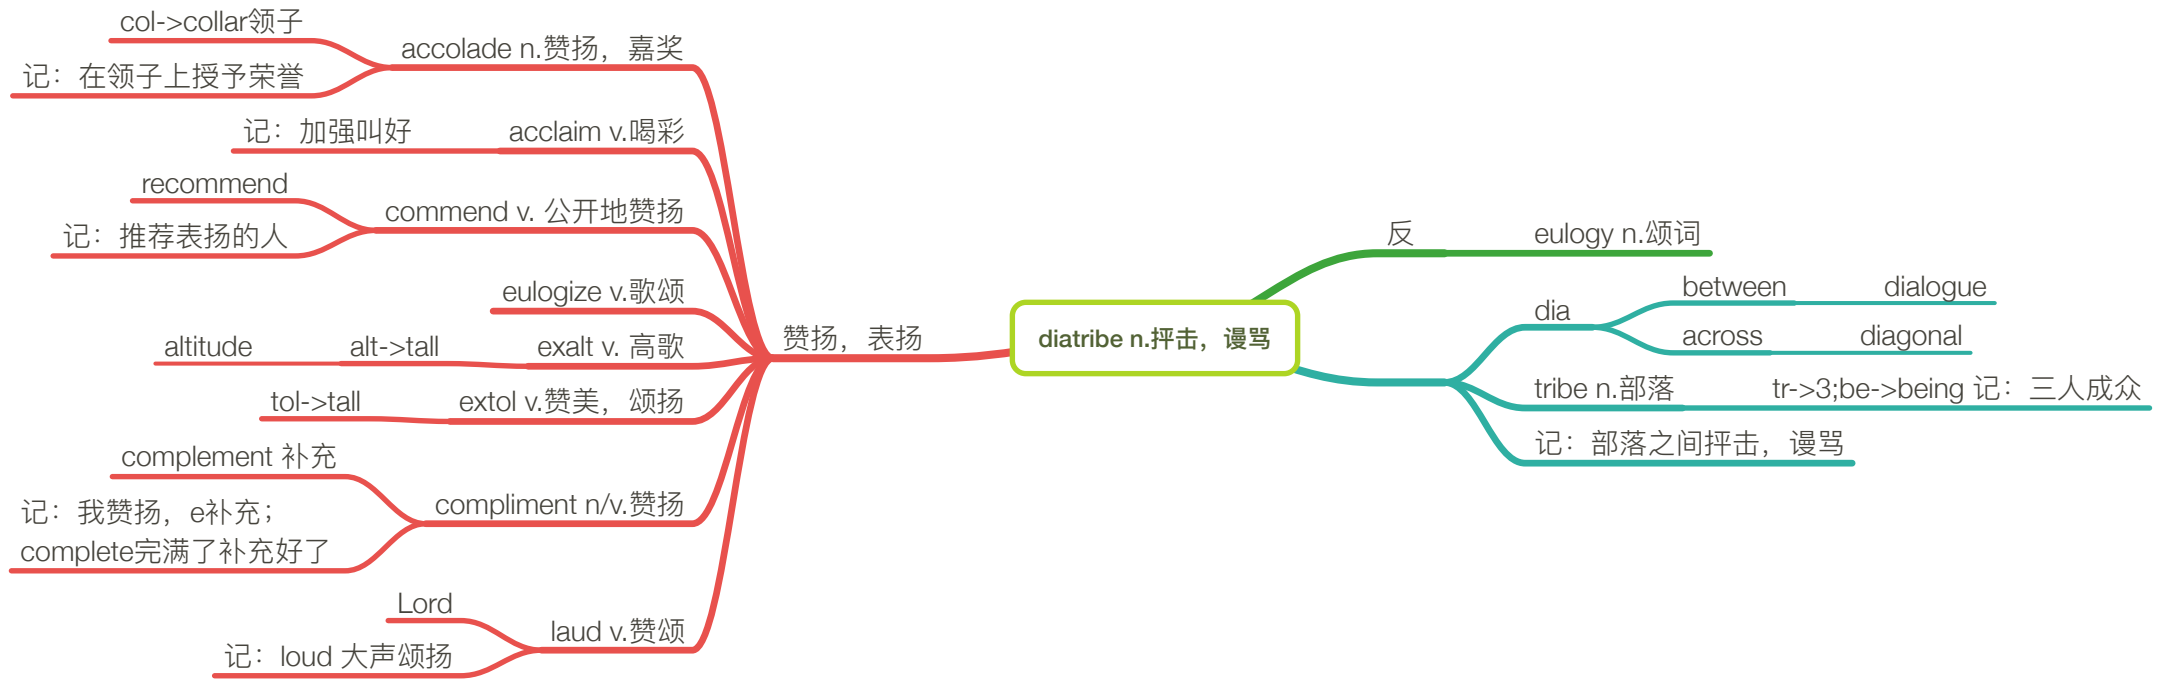 col->collar领子
accolade n.赞扬，嘉奖
记：在领子上授予荣誉
记：加强叫好
acclaim v.喝彩
recommend
commend v. 公开地赞扬
记：推荐表扬的人
eulogize v.歌颂
altitude
alt->tall
exalt v. 高歌
tol->tall
extol v.赞美，颂扬
complement 补充
compliment n/v.赞扬
记：我赞扬，e补充；
complete完满了补充好了
Lord
laud v.赞颂
记：loud 大声颂扬
赞扬，表扬
diatribe n.抨击，谩骂
反
eulogy n.颂词
dia
between
dialogue
across
diagonal
tribe n.部落
tr->3;be->being 记：三人成众
记：部落之间抨击，谩骂